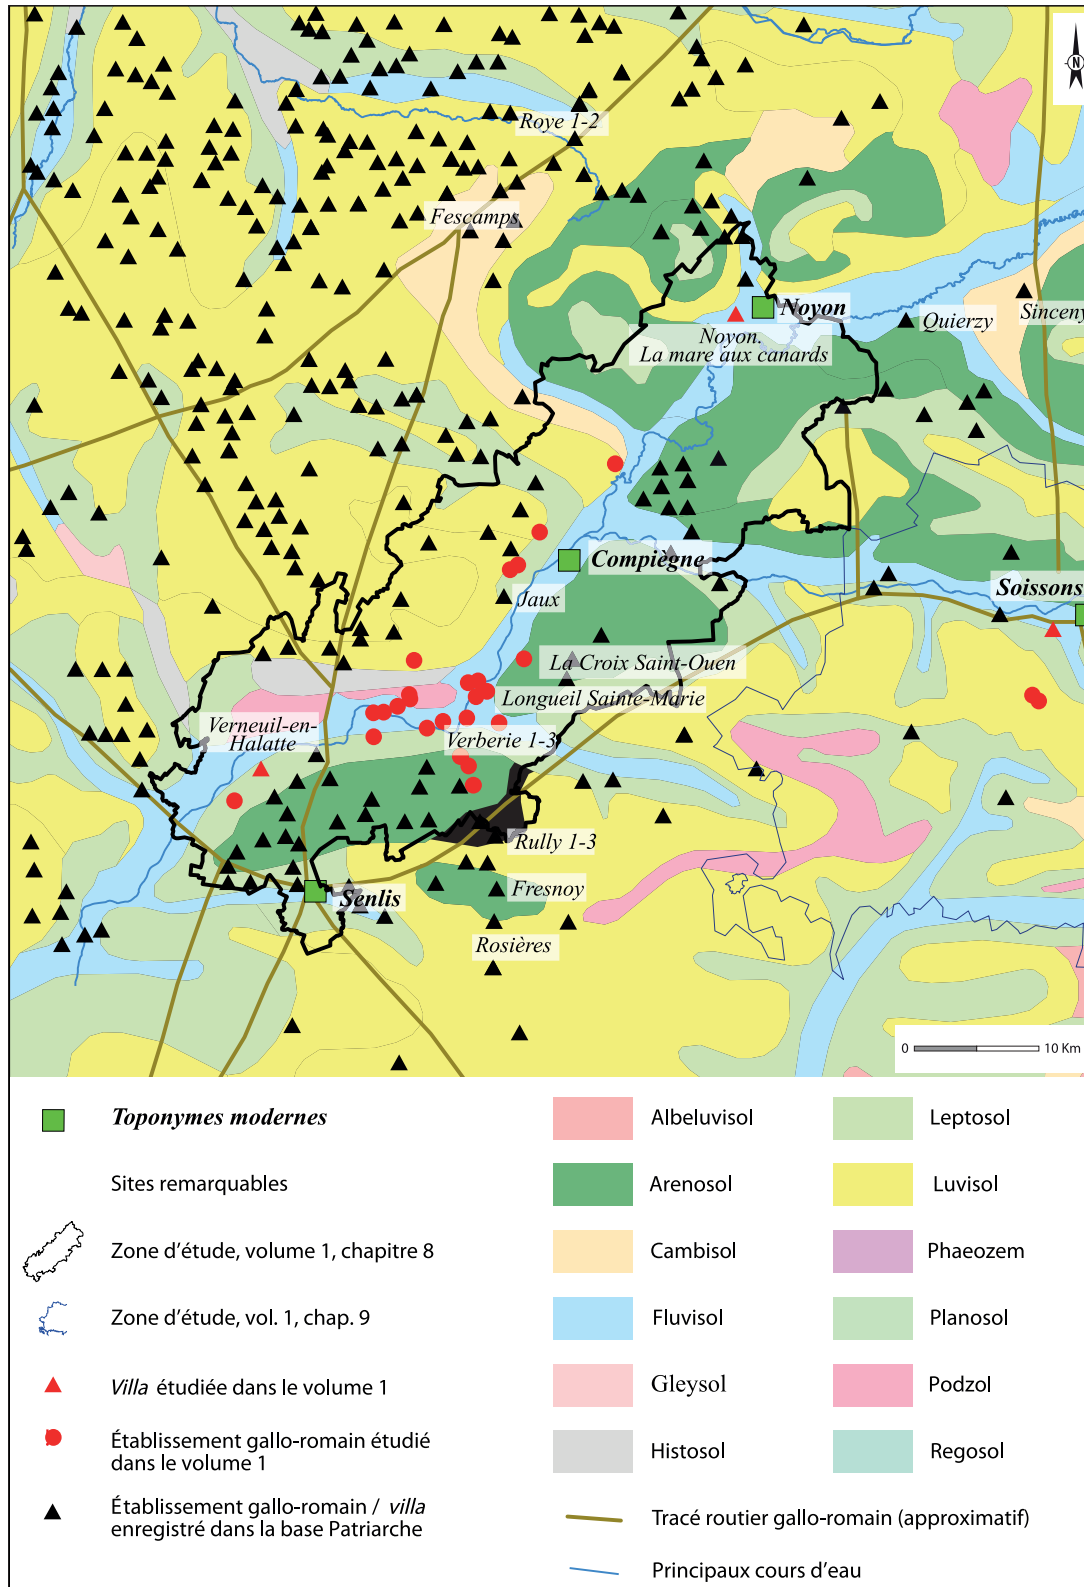 N
Roye 1-2
Fescamps
Noyon
Sinceny
Quierzy
Noyon.
La mare aux canards
Compiègne
Soissons
Jaux
La Croix Saint-Ouen
Longueil Sainte-Marie
Verneuil-en-
Halatte
Verberie 1-3
Rully 1-3
Fresnoy
Senlis
Rosières
0 10 Km
Toponymes modernes
Sites remarquables
Zone d'étude, volume 1, chapitre 8
Zone d'étude, vol. 1, chap. 9
Villa étudiée dans le volume 1
Établissement gallo-romain étudié
dans le volume 1
Établissement gallo-romain / villa
enregistré dans la base Patriarche
Albeluvisol
Arenosol
Cambisol
Fluvisol
Gleysol
Histosol
Leptosol
Luvisol
Phaeozem
Planosol
Podzol
Regosol
Tracé routier gallo-romain (approximatif)
Principaux cours d'eau